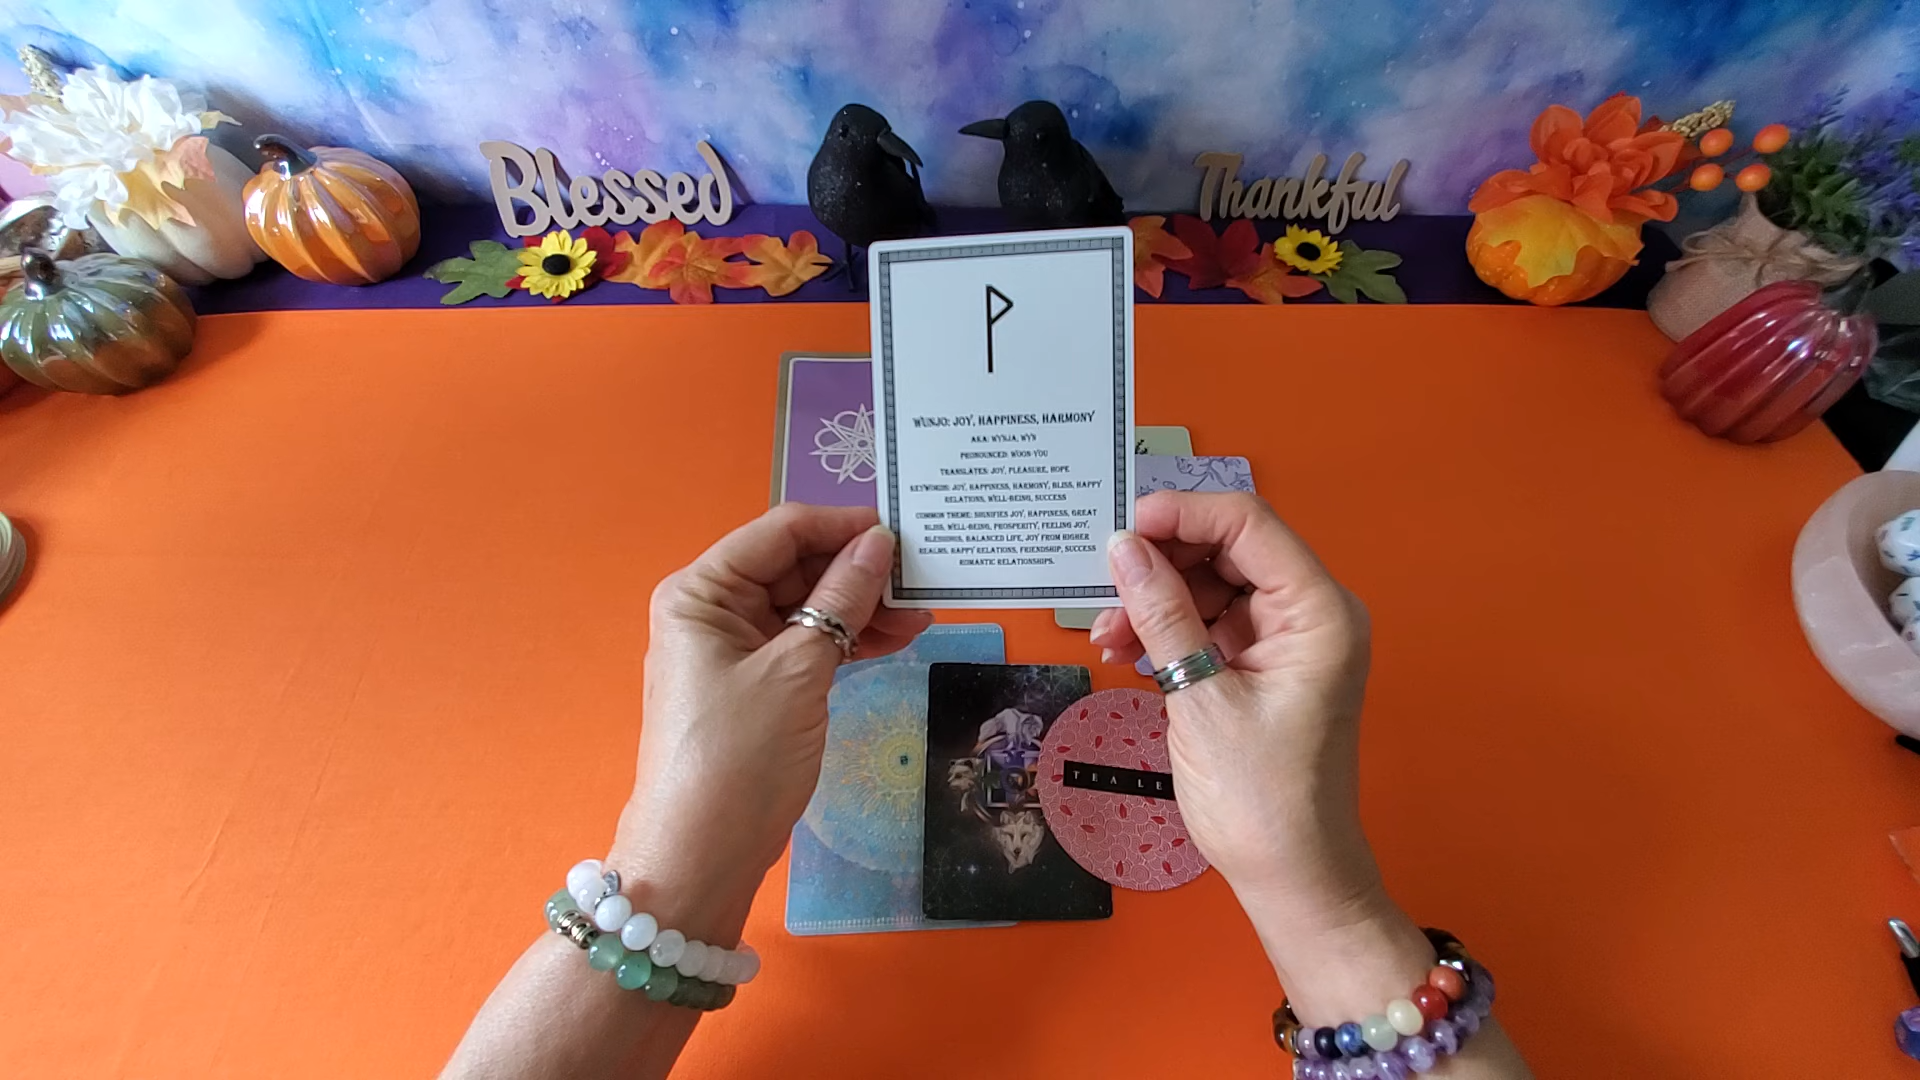 Blessed
Thankful
ᚹ
WUNJO: JOY, HAPPINESS, HARMONY
AKA: WYNJA, WYN
PRONOUNCED: WOON-YOU
TRANSLATES: JOY, PLEASURE, HOPE
KEYWORDS: JOY, HAPPINESS, HARMONY, BLISS, HAPPY
RELATIONS, WELL-BEING, SUCCESS
COMMON THEME: SIGNIFIES JOY, HAPPINESS, GREAT
BLISS, WELL-BEING, PROSPERITY, FEELING JOY,
BLESSINGS, BALANCED LIFE, JOY FROM HIGHER
REALMS, HAPPY RELATIONS, FRIENDSHIP, SUCCESS
ROMANTIC RELATIONSHIPS.
TEA LE